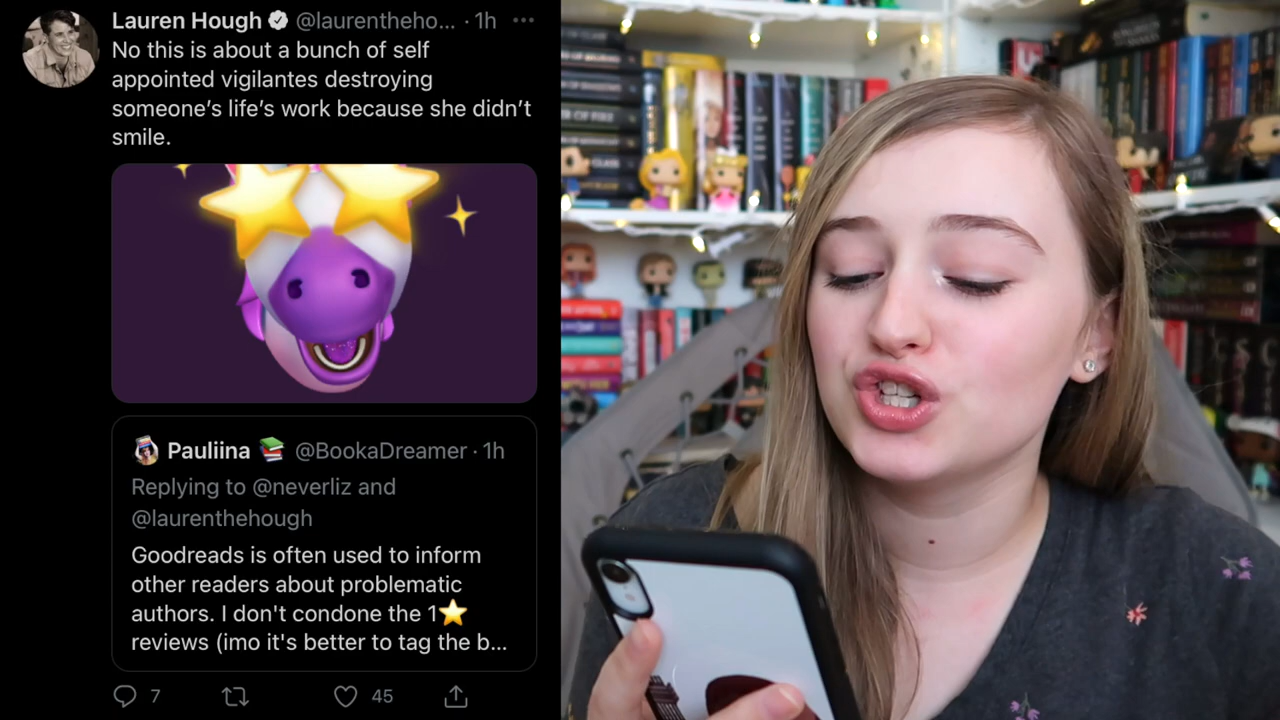 Lauren Hough @laurentheho... · 1h
No this is about a bunch of self
appointed vigilantes destroying
someone’s life’s work because she didn’t
smile.
Pauliina 📚 @BookaDreamer · 1h
Replying to @neverliz and
@laurenthehough
Goodreads is often used to inform
other readers about problematic
authors. I don't condone the 1⭐
reviews (imo it's better to tag the b...
7
45